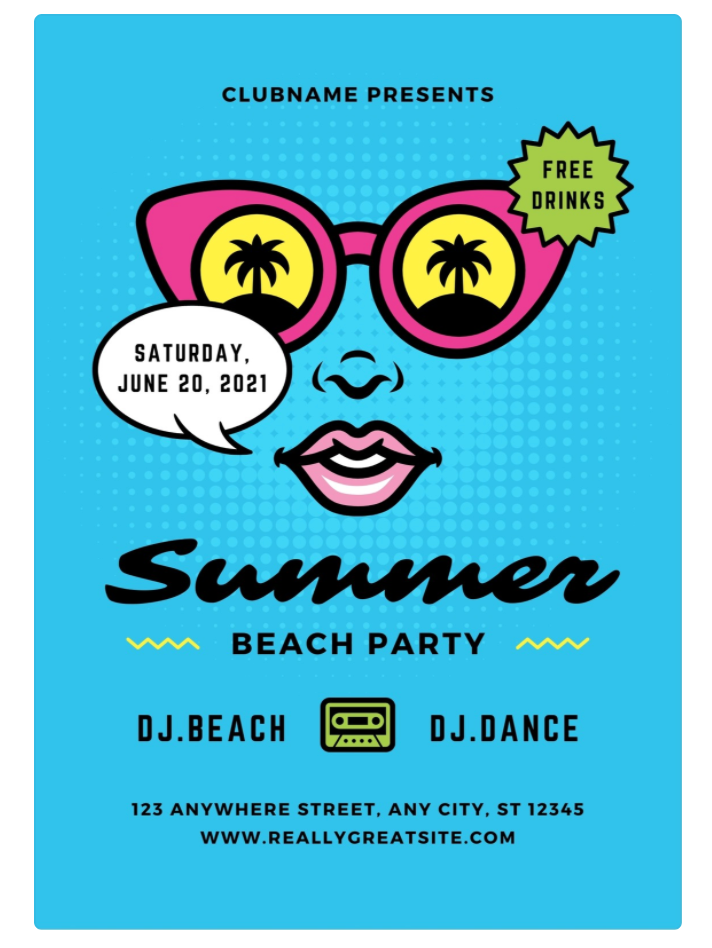 CLUBNAME PRESENTS
FREE
DRINKS
SATURDAY,
JUNE 20, 2021
Summer
BEACH PARTY
DJ.BEACH
DJ.DANCE
123 ANYWHERE STREET, ANY CITY, ST 12345
WWW.REALLYGREATSITE.COM